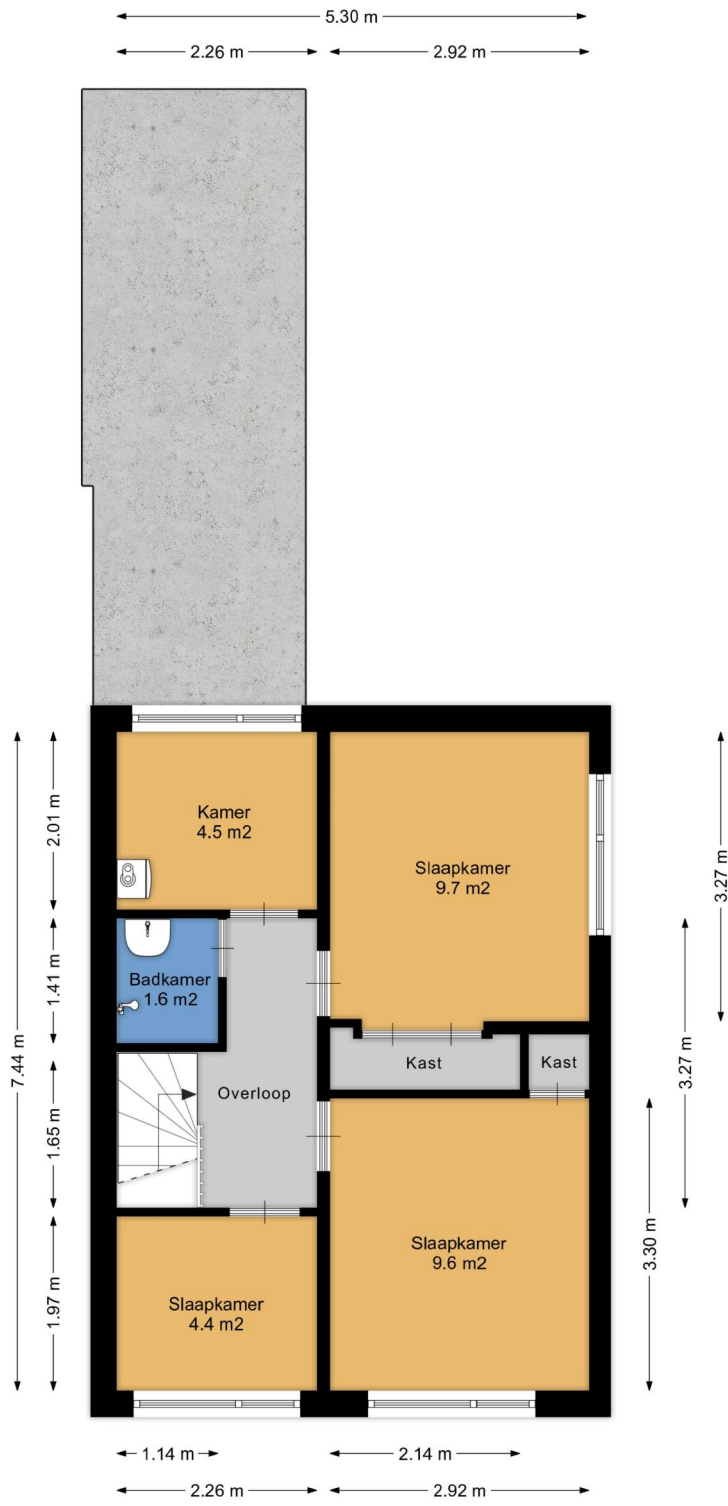 5.30 m
2.26 m
2.92 m
Kamer
4.5 m2
2.01 m
Slaapkamer
9.7 m2
3.27 m
Badkamer
1.6 m2
1.41 m
7.44 m
Kast
Kast
3.27 m
Overloop
1.65 m
Slaapkamer
9.6 m2
3.30 m
Slaapkamer
4.4 m2
1.97 m
1.14 m
2.14 m
2.26 m
2.92 m